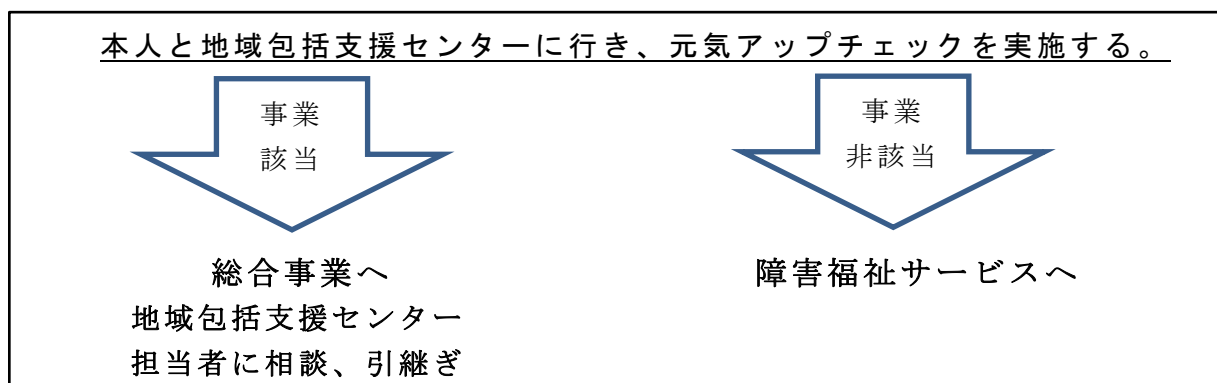 本人と地域包括支援センターに行き、元気アップチェックを実施する。
事業
該当
事業
非該当
総合事業へ
地域包括支援センター
担当者に相談、引継ぎ
障害福祉サービスへ